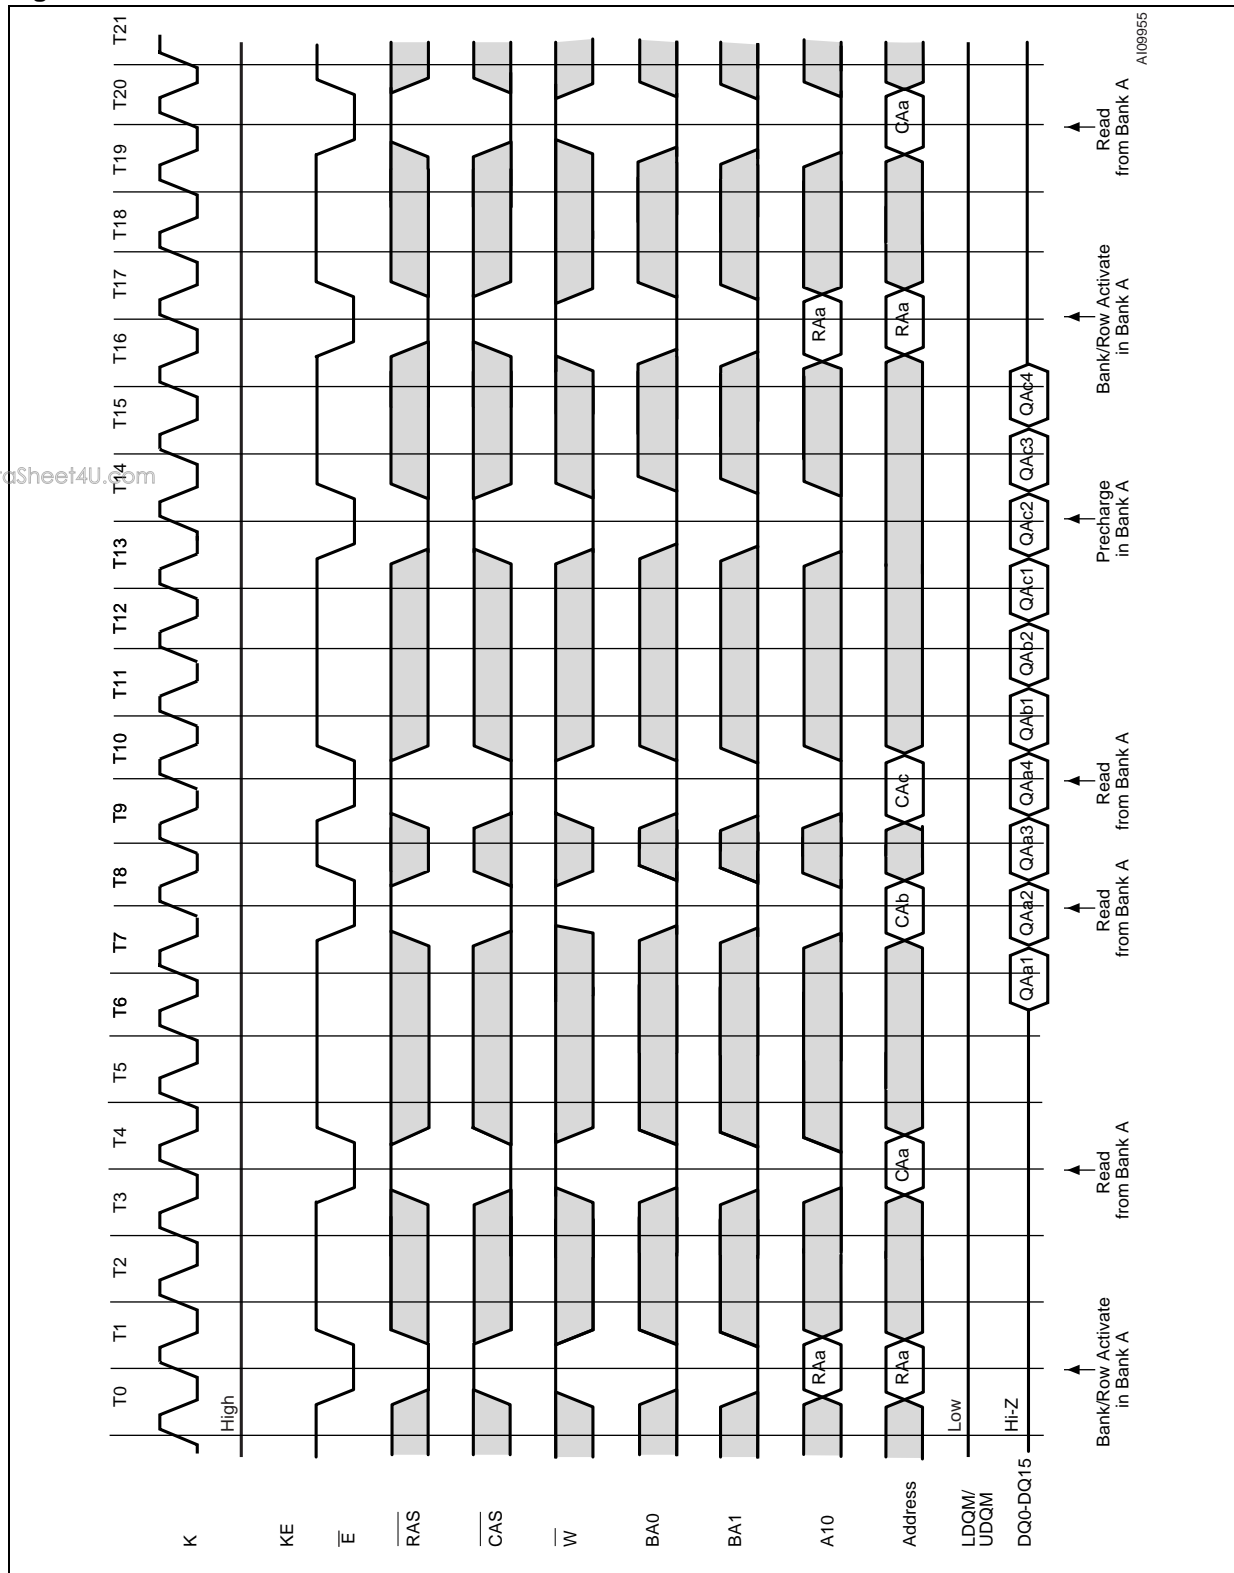 T0 T1 T2 T3 T4 T5 T6 T7 T8 T9 T10 T11 T12 T13 T14 T15 T16 T17 T18 T19 T20 T21
K
High
KE
E
RAS
CAS
W
BA0
BA1
RAa RAa
A10
RAa CAa CAb CAc RAa CAa
Address
Low
LDQM/
UDQM
Hi-Z
QAa1 QAa2 QAa3 QAa4 QAb1 QAb2 QAc1 QAc2 QAc3 QAc4
DQ0-DQ15
Bank/Row Activate
in Bank A
Read
from Bank A
Read
from Bank A
Read
from Bank A
Precharge
in Bank A
Bank/Row Activate
in Bank A
Read
from Bank A
AI09955
aSheet4U.com